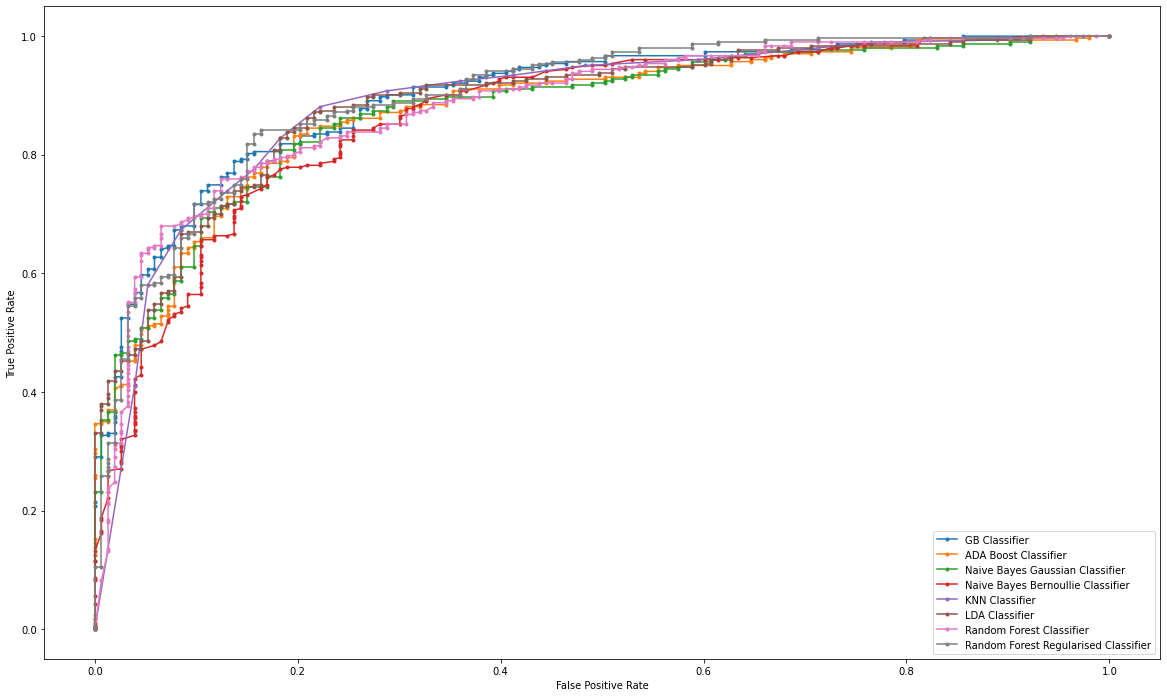 1.0
0.8
0.6
0.4
0.2
0.0
True Positive Rate
0.0 0.2 0.4 0.6 0.8 1.0
False Positive Rate
GB Classifier
ADA Boost Classifier
Naive Bayes Gaussian Classifier
Naive Bayes Bernoullie Classifier
KNN Classifier
LDA Classifier
Random Forest Classifier
Random Forest Regularised Classifier